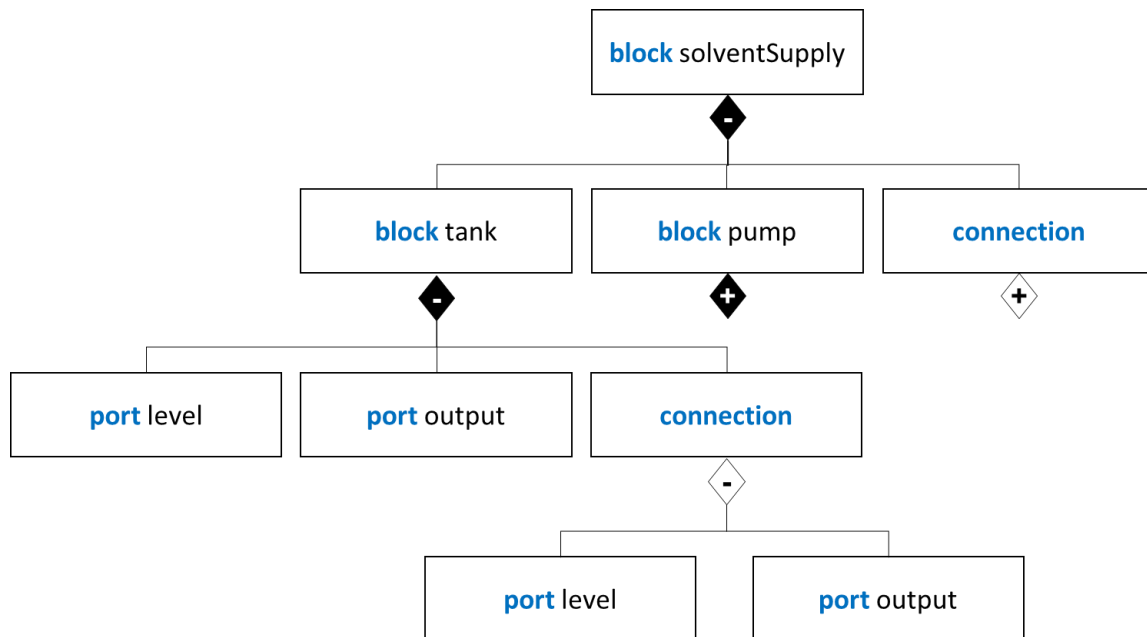 block solventSupply
-
block tank
block pump
connection
-
+
+
port level
port output
connection
-
port level
port output